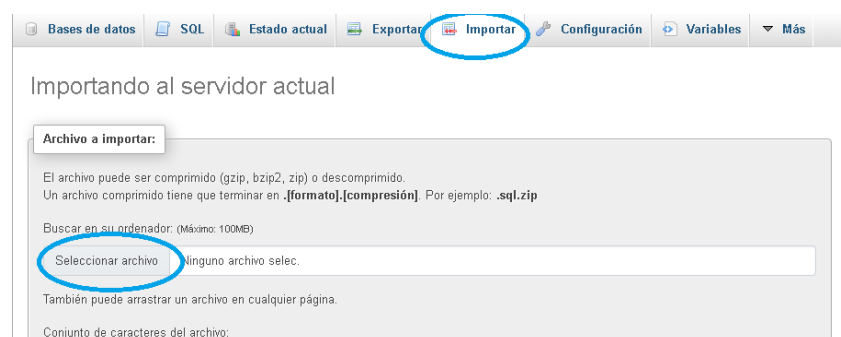 Bases de datos SQL Estado actual Exportar Importar Configuración Variables Más
Importando al servidor actual
Archivo a importar:
El archivo puede ser comprimido (gzip, bzip2, zip) o descomprimido.
Un archivo comprimido tiene que terminar en .[formato].[compresión]. Por ejemplo: .sql.zip
Buscar en su ordenador: (Máximo: 100MB)
Seleccionar archivo Ninguno archivo selec.
También puede arrastrar un archivo en cualquier página.
Conjunto de caracteres del archivo: